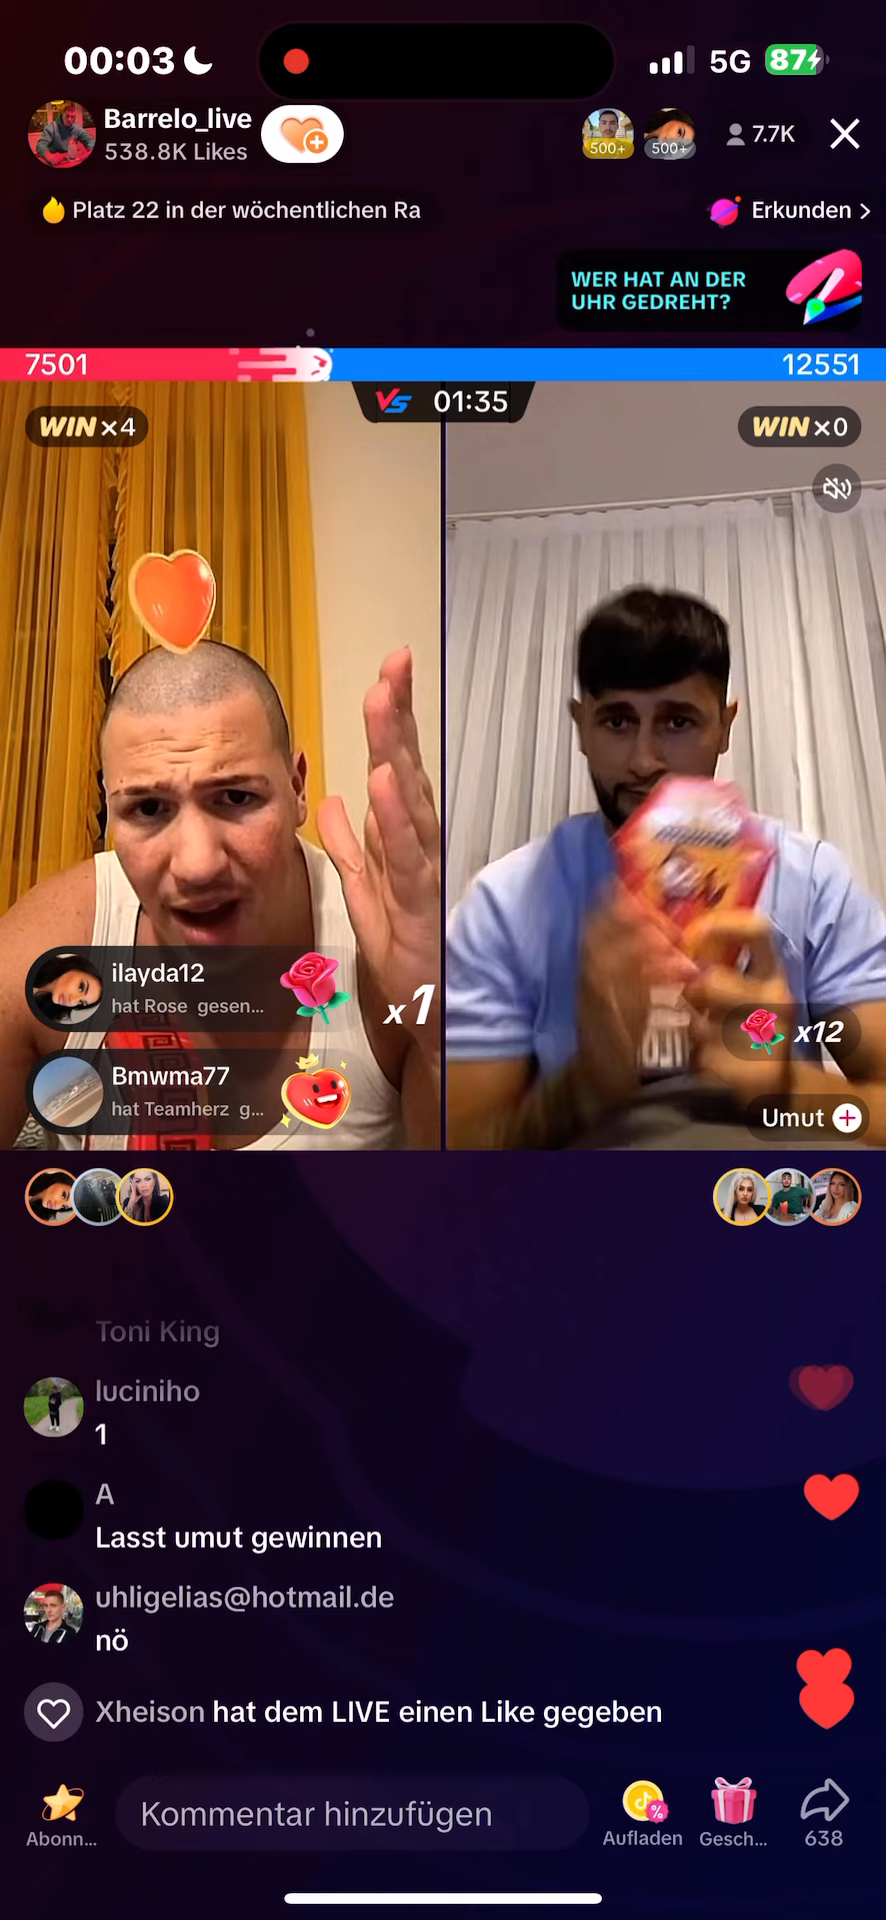 00:03
5G
87
Barrelo_live
538.8K Likes
500+
500+
7.7K
Platz 22 in der wöchentlichen Ra
Erkunden >
WER HAT AN DER
UHR GEDREHT?
7501
12551
VS 01:35
WIN x4
WIN x0
ilayda12
hat Rose gesen...
x1
x12
Bmwma77
hat Teamherz g...
Umut +
Toni King
luciniho
1
A
Lasst umut gewinnen
uhligelias@hotmail.de
nö
Xheison hat dem LIVE einen Like gegeben
Abonn...
Kommentar hinzufügen
Aufladen
Gesch...
638